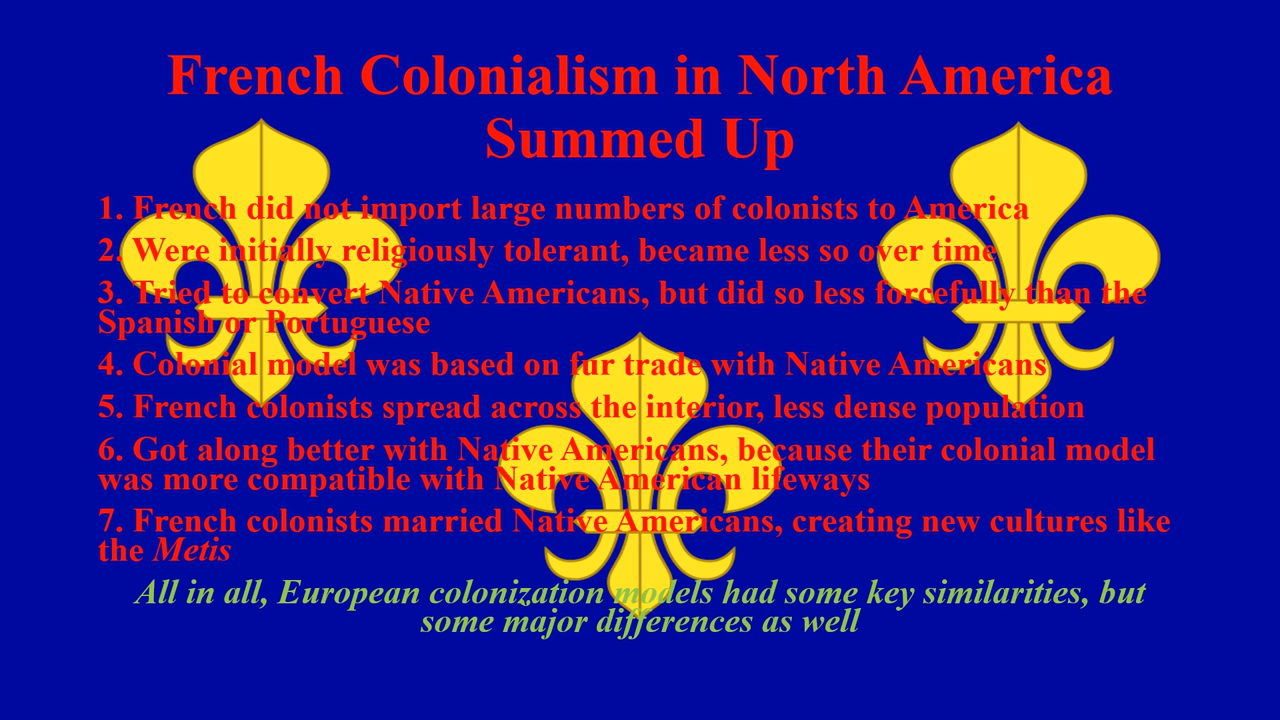 French Colonialism in North America
Summed Up
1. French did not import large numbers of colonists to America
2. Were initially religiously tolerant, became less so over time
3. Tried to convert Native Americans, but did so less forcefully than the
Spanish or Portuguese
4. Colonial model was based on fur trade with Native Americans
5. French colonists spread across the interior, less dense population
6. Got along better with Native Americans, because their colonial model
was more compatible with Native American lifeways
7. French colonists married Native Americans, creating new cultures like
the Metis
All in all, European colonization models had some key similarities, but
some major differences as well